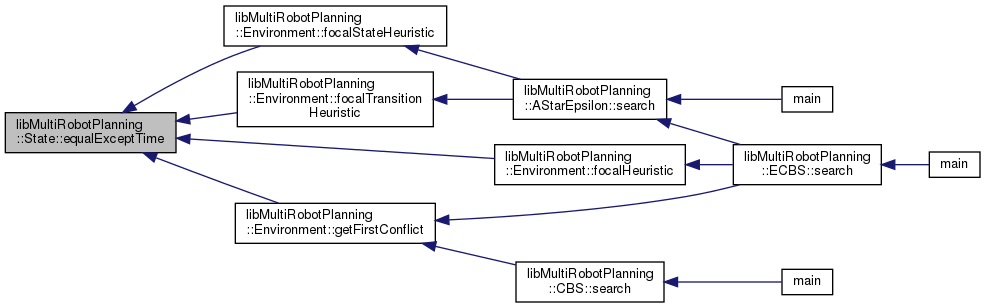 libMultiRobotPlanning
::Environment::focalStateHeuristic
libMultiRobotPlanning
::Environment::focalTransition
Heuristic
libMultiRobotPlanning
::AStarEpsilon::search
main
libMultiRobotPlanning
::State::equalExceptTime
libMultiRobotPlanning
::Environment::focalHeuristic
libMultiRobotPlanning
::ECBS::search
main
libMultiRobotPlanning
::Environment::getFirstConflict
libMultiRobotPlanning
::CBS::search
main